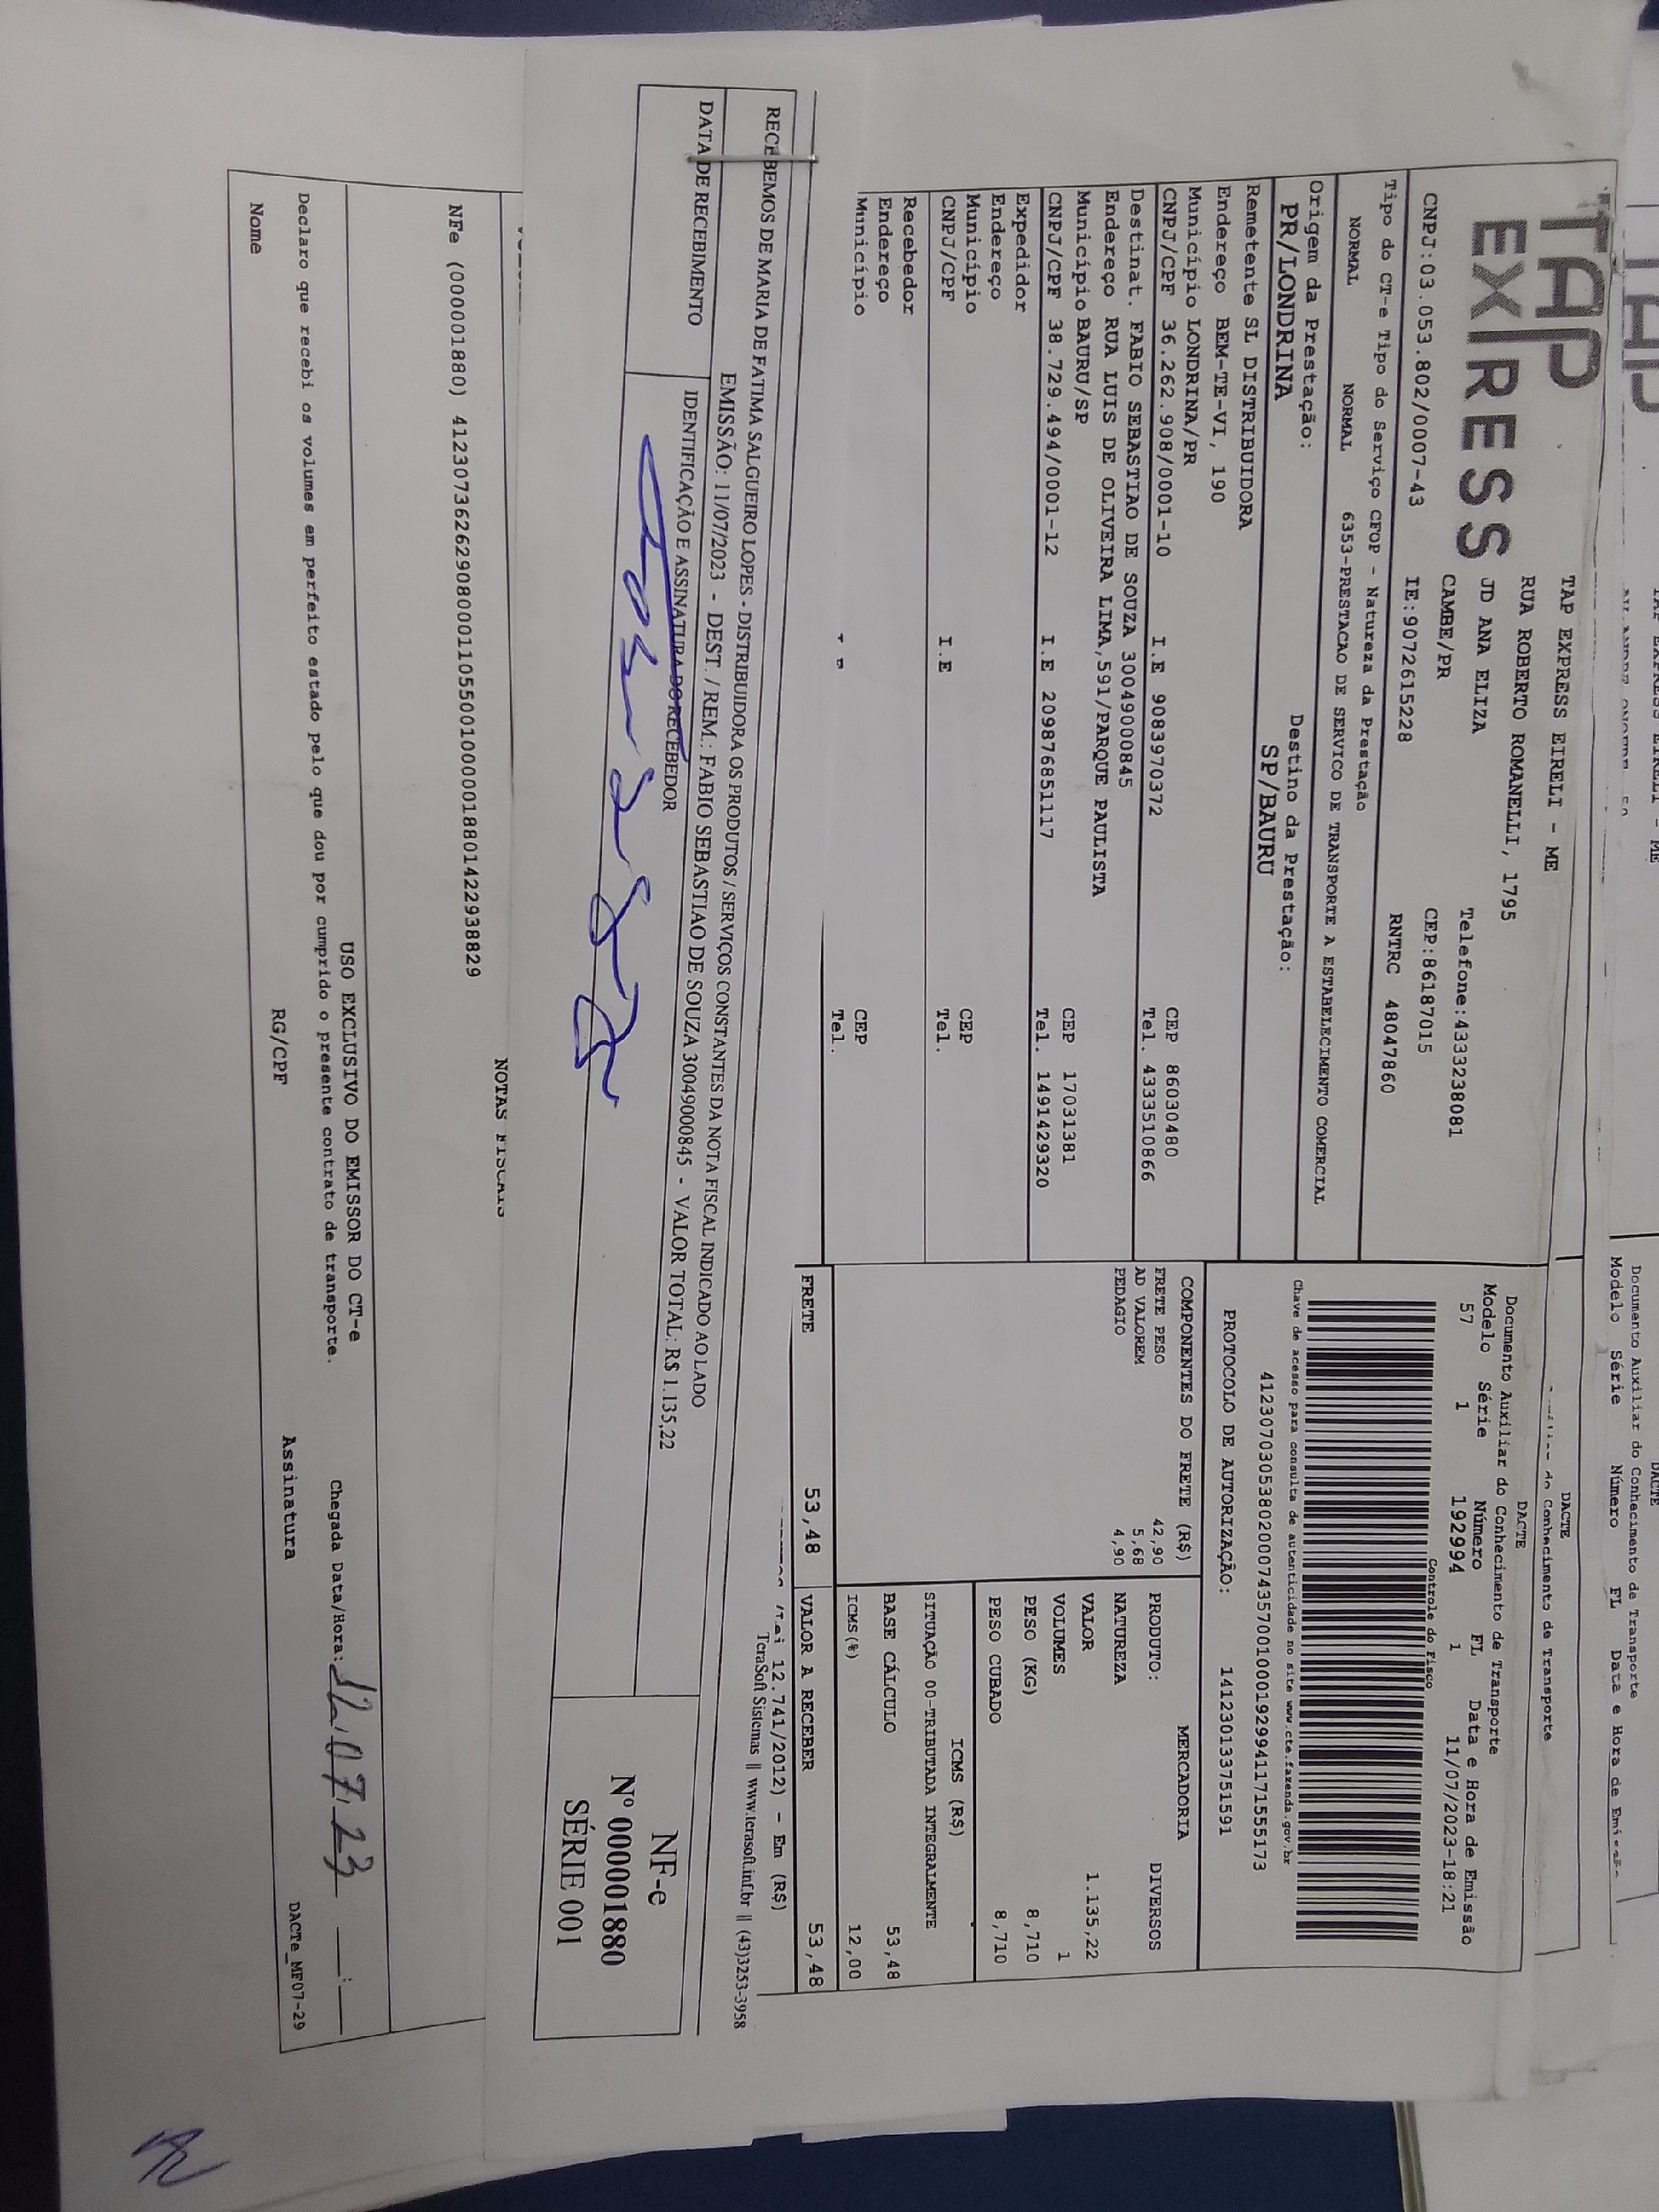 TAP
EXPRESS
TAP EXPRESS EIRELI - ME
RUA ROBERTO ROMANELLI, 1795
JD ANA ELIZA
CAMBE/PR
Telefone:4333238081
CEP:86187015
CNPJ:03.053.802/0007-43 IE:9072615228 RNTRC 48047860
DACTE
Documento Auxiliar do Conhecimento de Transporte
Modelo Série Número FL Data e Hora de Emissão
57 1 192994 1 11/07/2023-18:21
Controle do Fisco
Tipo do CT-e Tipo do Serviço CFOP - Natureza da Prestação
NORMAL NORMAL 6353-PRESTACAO DE SERVICO DE TRANSPORTE A ESTABELECIMENTO COMERCIAL
Chave de acesso para consulta de autenticidade no site www.cte.fazenda.gov.br
41230703053802000743570010001929941171555173
Origem da Prestação: Destino da Prestação:
PR/LONDRINA SP/BAURU
PROTOCOLO DE AUTORIZAÇÃO: 141230133751591
Remetente SL DISTRIBUIDORA
Endereço BEM-TE-VI, 190
Município LONDRINA/PR CEP 86030480
CNPJ/CPF 36.262.908/0001-10 I.E 9083970372 Tel. 4333510866
Destinat. FABIO SEBASTIAO DE SOUZA 30049000845
Endereço RUA LUIS DE OLIVEIRA LIMA,591/PARQUE PAULISTA
Município BAURU/SP CEP 17031381
CNPJ/CPF 38.729.494/0001-12 I.E 209876851117 Tel. 1491429320
Expedidor
Endereço
Município CEP
CNPJ/CPF I.E Tel.
Recebedor
Endereço
Município CEP
Tel.
COMPONENTES DO FRETE (R$)
FRETE PESO 42,90
AD VALOREM 5,68
PEDAGIO 4,90
MERCADORIA
PRODUTO: DIVERSOS
NATUREZA
VALOR 1.135,22
VOLUMES 1
PESO (KG) 8,710
PESO CUBADO 8,710
ICMS (R$)
SITUAÇÃO 00-TRIBUTADA INTEGRALMENTE
BASE CÁLCULO 53,48
ICMS(%) 12,00
FRETE 53,48 VALOR A RECEBER 53,48
12.741/2012) - Em (R$)
TeraSoft Sistemas || www.terasoft.inf.br || (43)3253-3958
RECEBEMOS DE MARIA DE FATIMA SALGUEIRO LOPES - DISTRIBUIDORA OS PRODUTOS / SERVIÇOS CONSTANTES DA NOTA FISCAL INDICADO AO LADO
EMISSÃO: 11/07/2023 - DEST. / REM.: FABIO SEBASTIAO DE SOUZA 30049000845 - VALOR TOTAL: R$ 1.135,22
DATA DE RECEBIMENTO
IDENTIFICAÇÃO E ASSINATURA DO RECEBEDOR
NF-e
Nº 000001880
SÉRIE 001
NOTAS FISCAIS
NFe (000001880) 41230736262908000110550010000018801422938829
USO EXCLUSIVO DO EMISSOR DO CT-e
Declaro que recebi os volumes em perfeito estado pelo que dou por cumprido o presente contrato de transporte.
Chegada Data/Hora: 12.07.23 __:__
Nome RG/CPF Assinatura
DACTe_MF07-29